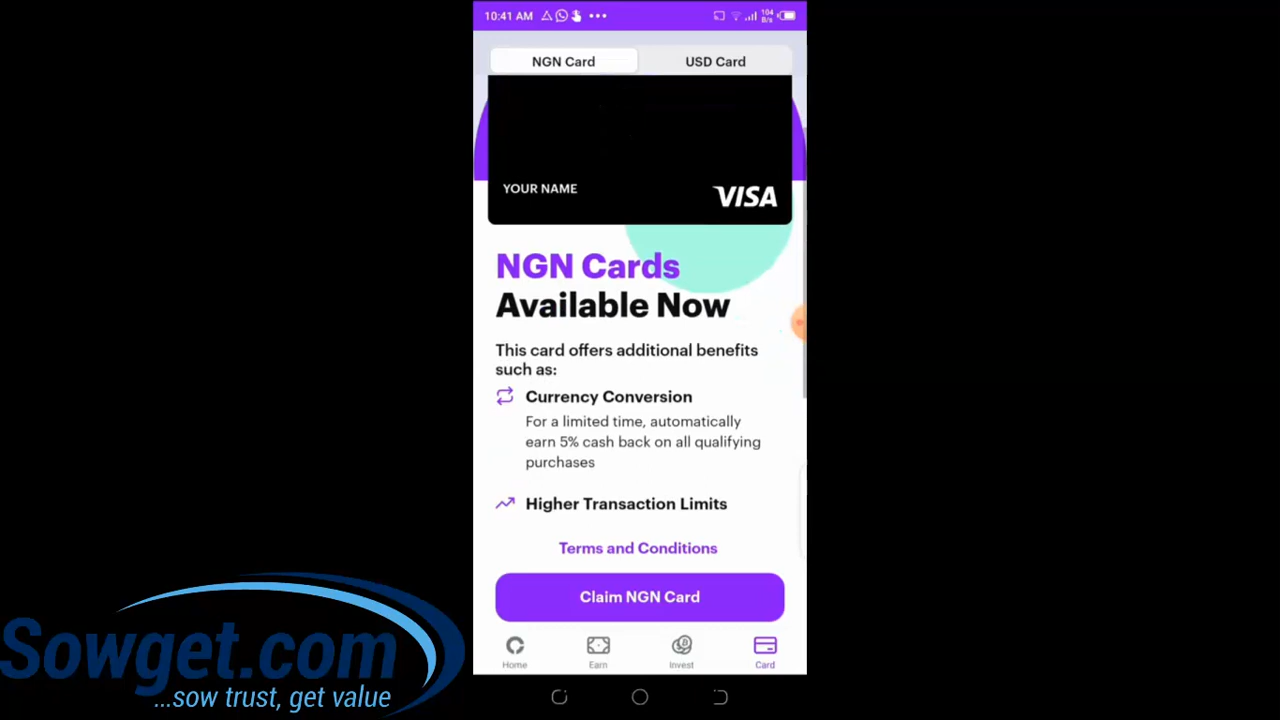 10:41 AM
104
B/s
NGN Card
USD Card
YOUR NAME
VISA
NGN Cards
Available Now
This card offers additional benefits
such as:
Currency Conversion
For a limited time, automatically
earn 5% cash back on all qualifying
purchases
Higher Transaction Limits
Terms and Conditions
Claim NGN Card
Home
Earn
Invest
Card
Sowget.com
...sow trust, get value